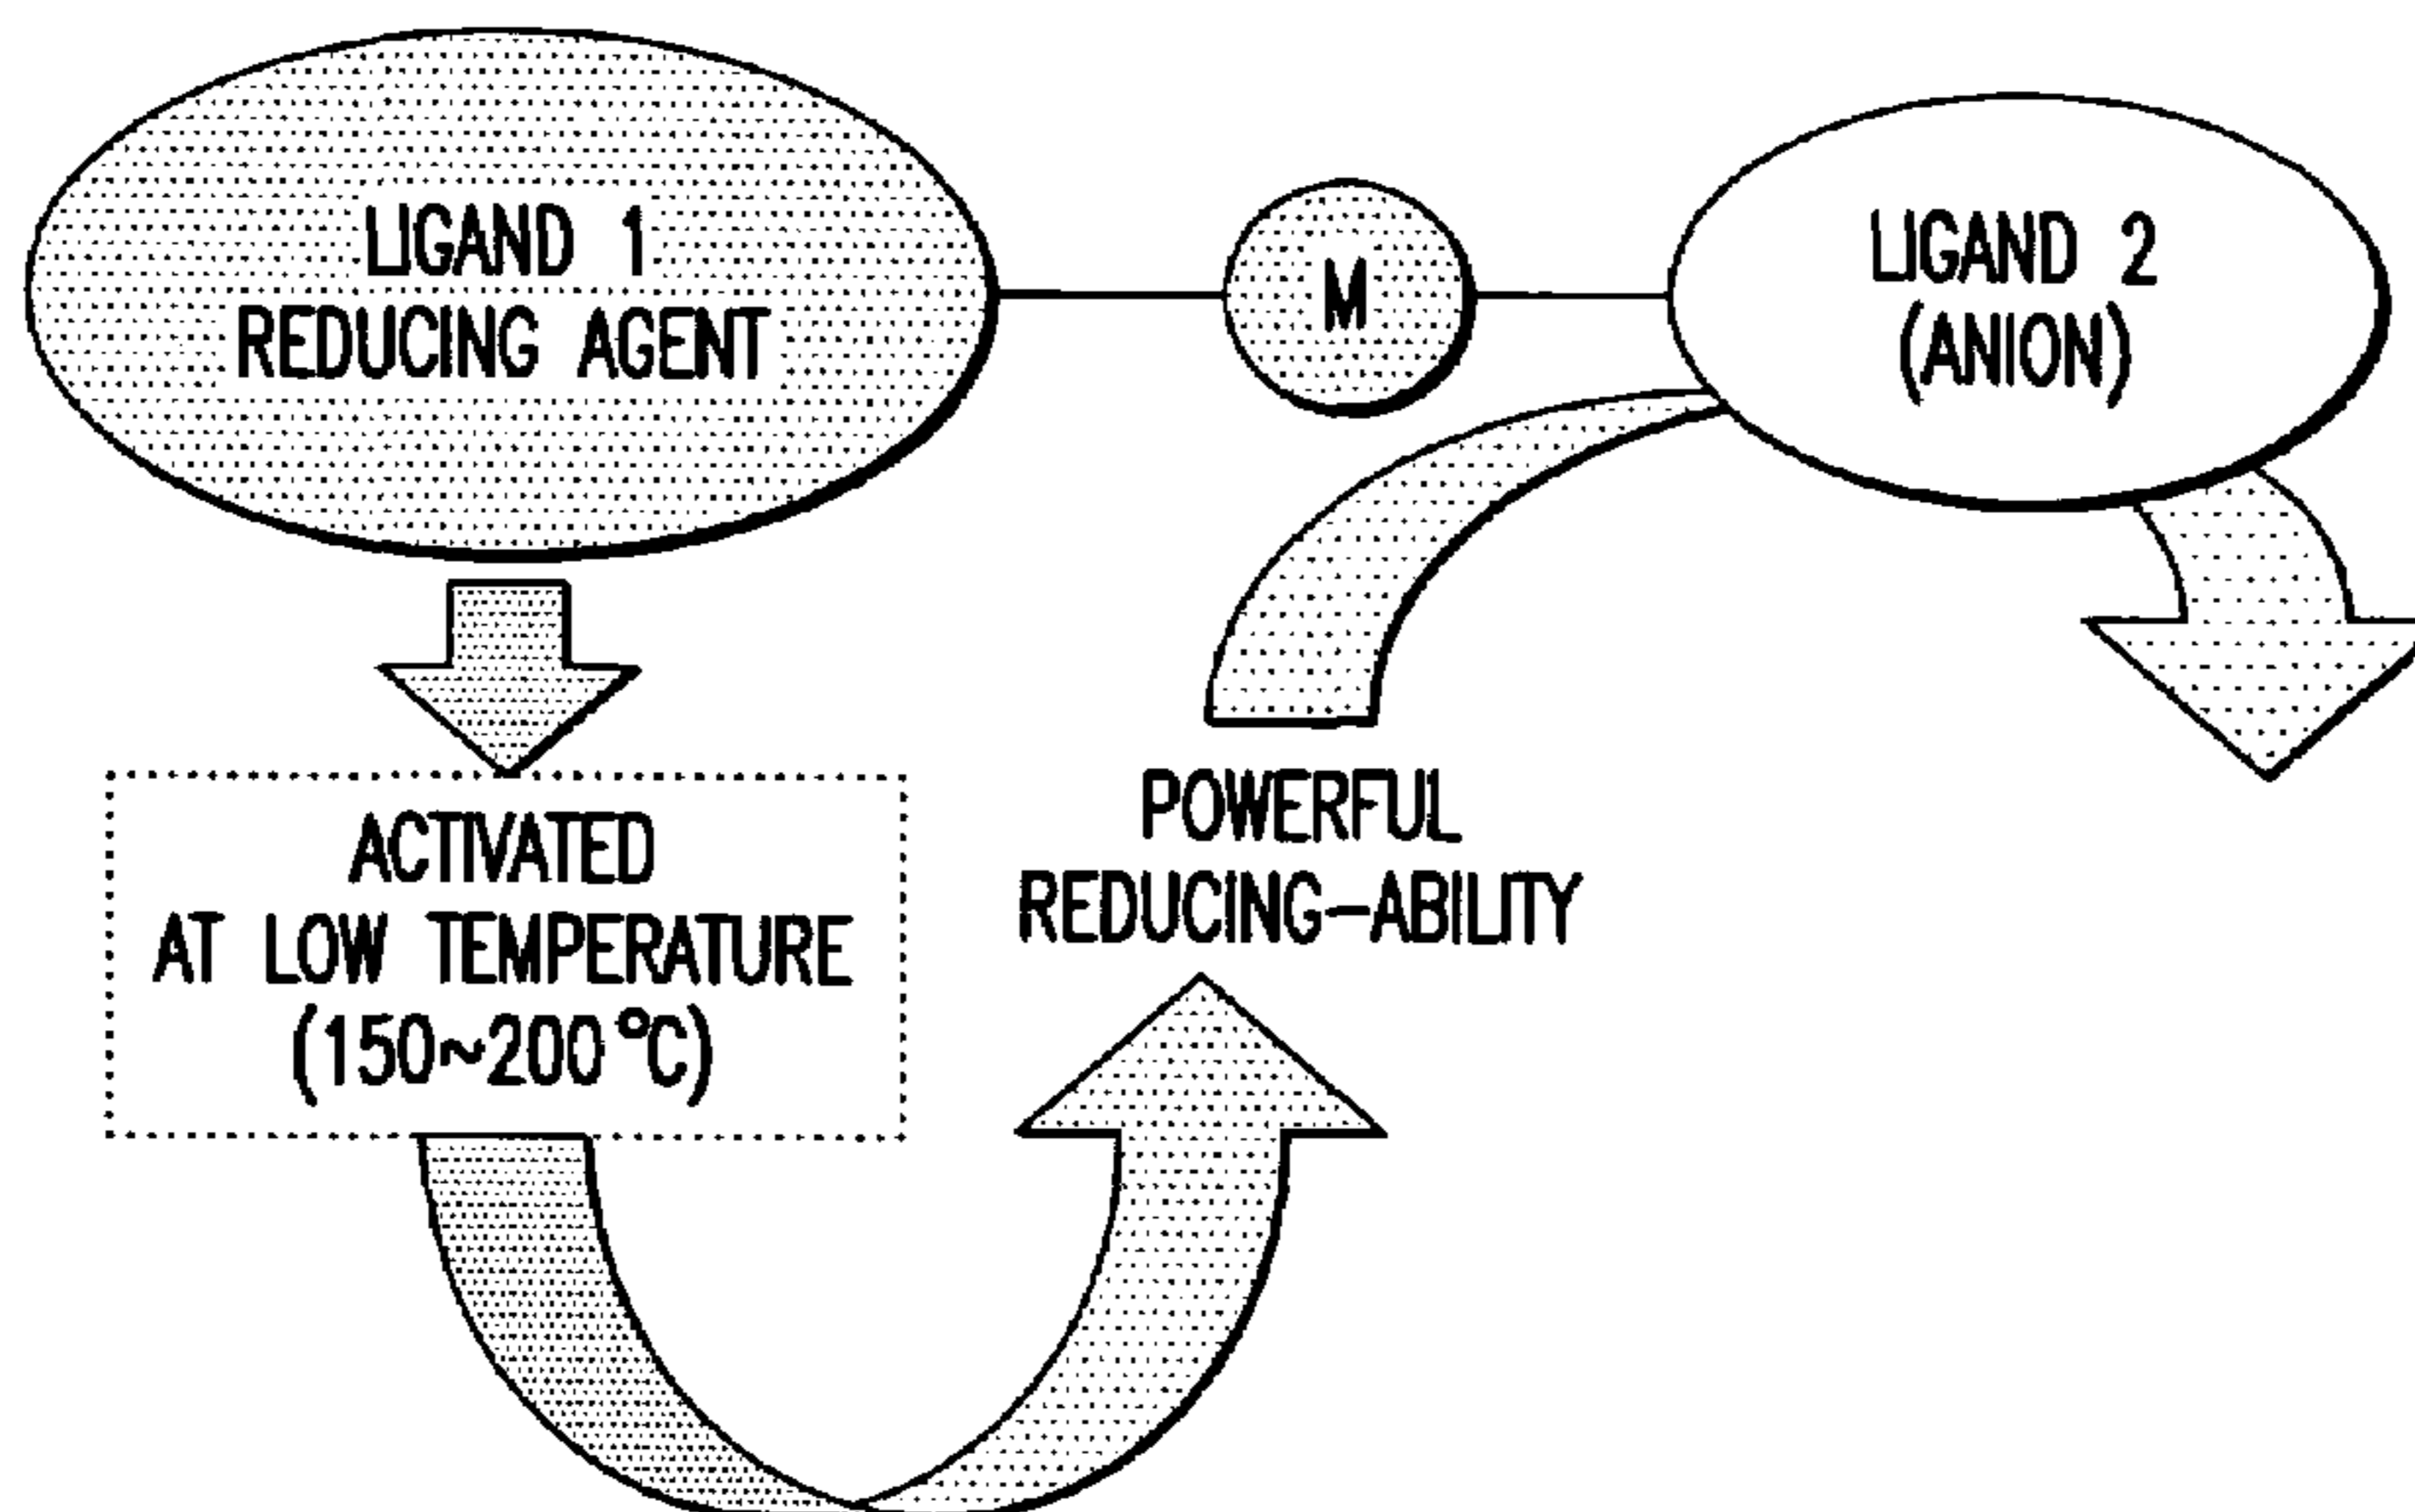 LIGAND 1
REDUCING AGENT
M
LIGAND 2
(ANION)
ACTIVATED
AT LOW TEMPERATURE
(150~200°C)
POWERFUL
REDUCING-ABILITY